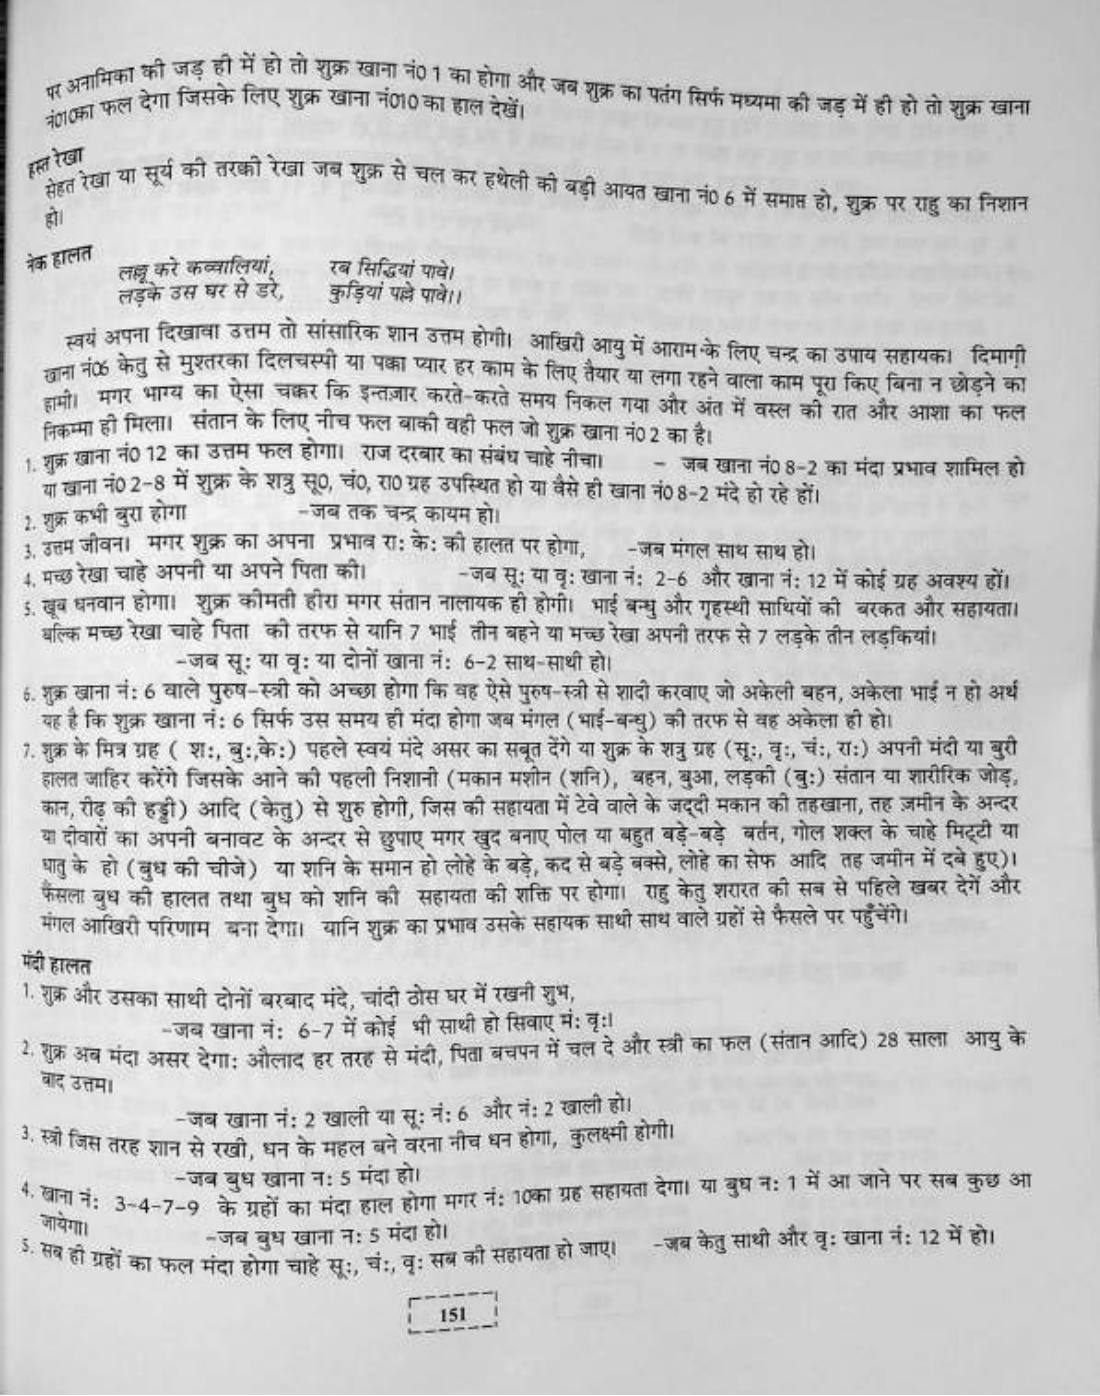 पर अनामिका की जड़ ही में हो तो शुक्र खाना नं0 1 का होगा और जब शुक्र का पतंग सिर्फ मध्यमा की जड़ में ही हो तो शुक्र खाना
नं010का फल देगा जिसके लिए शुक्र खाना नं010 का हाल देखें।
हस्त रेखा
सेहत रेखा या सूर्य की तरक्की रेखा जब शुक्र से चल कर हथेली की बड़ी आयत खाना नं0 6 में समाप्त हो, शुक्र पर राहु का निशान
हो।
नेक हालत
लल्लू करे कव्वालियां, रब सिद्धियां पावे।
लड़के उस घर से डरे, कुड़ियां पल्ले पावे।।
स्वयं अपना दिखावा उत्तम तो सांसारिक शान उत्तम होगी। आखिरी आयु में आराम के लिए चन्द्र का उपाय सहायक। दिमाग़ी
खाना नं06 केतु से मुश्तरका दिलचस्पी या पक्का प्यार हर काम के लिए तैयार या लगा रहने वाला काम पूरा किए बिना न छोड़ने का
हामी। मगर भाग्य का ऐसा चक्कर कि इन्तज़ार करते-करते समय निकल गया और अंत में वस्ल की रात और आशा का फल
निकम्मा ही मिला। संतान के लिए नीच फल बाकी वही फल जो शुक्र खाना नं0 2 का है।
1. शुक्र खाना नं0 12 का उत्तम फल होगा। राज दरबार का संबंध चाहे नीचा। - जब खाना नं0 8-2 का मंदा प्रभाव शामिल हो
या खाना नं0 2-8 में शुक्र के शत्रु सू0, चं0, रा0 ग्रह उपस्थित हो या वैसे ही खाना नं0 8-2 मंदे हो रहे हों।
2. शुक्र कभी बुरा होगा -जब तक चन्द्र कायम हो।
3. उत्तम जीवन। मगर शुक्र का अपना प्रभाव रा: के: की हालत पर होगा, -जब मंगल साथ साथ हो।
4. मच्छ रेखा चाहे अपनी या अपने पिता की। -जब सू: या वृ: खाना नं: 2-6 और खाना नं: 12 में कोई ग्रह अवश्य हों।
5. खूब धनवान होगा। शुक्र कीमती हीरा मगर संतान नालायक ही होगी। भाई बन्धु और गृहस्थी साथियों की बरकत और सहायता।
बल्कि मच्छ रेखा चाहे पिता की तरफ से यानि 7 भाई तीन बहने या मच्छ रेखा अपनी तरफ से 7 लड़के तीन लड़कियां।
-जब सू: या वृ: या दोनों खाना नं: 6-2 साथ-साथी हो।
6. शुक्र खाना नं: 6 वाले पुरुष-स्त्री को अच्छा होगा कि वह ऐसे पुरुष-स्त्री से शादी करवाए जो अकेली बहन, अकेला भाई न हो अर्थ
यह है कि शुक्र खाना नं: 6 सिर्फ उस समय ही मंदा होगा जब मंगल (भाई-बन्धु) की तरफ से वह अकेला ही हो।
7. शुक्र के मित्र ग्रह ( श:, बु:,के:) पहले स्वयं मंदे असर का सबूत देंगे या शुक्र के शत्रु ग्रह (सू:, वृ:, चं:, रा:) अपनी मंदी या बुरी
हालत जाहिर करेंगे जिसके आने की पहली निशानी (मकान मशीन (शनि), बहन, बुआ, लड़की (बु:) संतान या शारीरिक जोड़,
कान, रीढ़ की हड्डी) आदि (केतु) से शुरु होगी, जिस की सहायता में टेवे वाले के जद्दी मकान की तहखाना, तह ज़मीन के अन्दर
या दीवारों का अपनी बनावट के अन्दर से छुपाए मगर खुद बनाए पोल या बहुत बड़े-बड़े बर्तन, गोल शक्ल के चाहे मिट्टी या
धातु के हो (बुध की चीजे) या शनि के समान हो लोहे के बड़े, कद से बड़े बक्से, लोहे का सेफ आदि तह जमीन में दबे हुए)।
फैसला बुध की हालत तथा बुध को शनि की सहायता की शक्ति पर होगा। राहु केतु शरारत की सब से पहिले खबर देगें और
मंगल आखिरी परिणाम बना देगा। यानि शुक्र का प्रभाव उसके सहायक साथी साथ वाले ग्रहों से फैसले पर पहुँचेंगे।
मंदी हालत
1. शुक्र और उसका साथी दोनों बरबाद मंदे, चांदी ठोस घर में रखनी शुभ,
-जब खाना नं: 6-7 में कोई भी साथी हो सिवाए मं: वृ:।
2. शुक्र अब मंदा असर देगा: औलाद हर तरह से मंदी, पिता बचपन में चल दे और स्त्री का फल (संतान आदि) 28 साला आयु के
बाद उत्तम।
-जब खाना नं: 2 खाली या सू: नं: 6 और नं: 2 खाली हो।
3. स्त्री जिस तरह शान से रखी, धन के महल बने वरना नीच धन होगा, कुलक्ष्मी होगी।
-जब बुध खाना न: 5 मंदा हो।
4. खाना नं: 3-4-7-9 के ग्रहों का मंदा हाल होगा मगर नं: 10का ग्रह सहायता देगा। या बुध न: 1 में आ जाने पर सब कुछ आ
जायेगा। -जब बुध खाना न: 5 मंदा हो।
5. सब ही ग्रहों का फल मंदा होगा चाहे सू:, चं:, वृ: सब की सहायता हो जाए। -जब केतु साथी और वृ: खाना नं: 12 में हो।
151